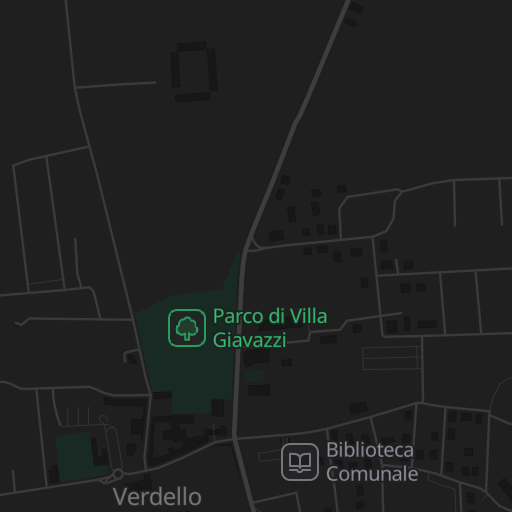 Parco di Villa
Giavazzi
Biblioteca
Comunale
Verdello